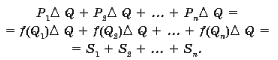 P₁△ Q + P₂△ Q + ... + Pₙ△ Q =
= f(Q₁)△ Q + f(Q₂)△ Q + ... + f(Qₙ)△ Q =
= S₁ + S₂ + ... + Sₙ.